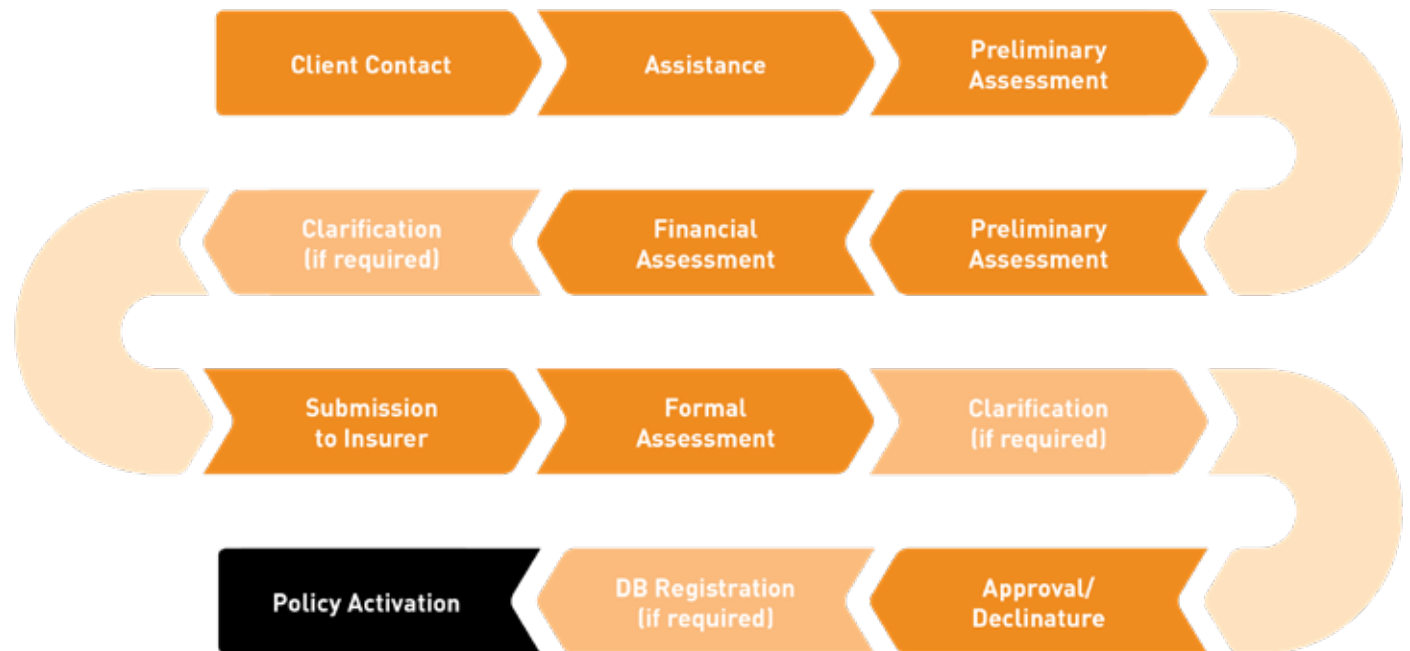 Client Contact
Assistance
Preliminary
Assessment
Clarification
(if required)
Financial
Assessment
Preliminary
Assessment
Submission
to Insurer
Formal
Assessment
Clarification
(if required)
Policy Activation
DB Registration
(if required)
Approval/
Declinature